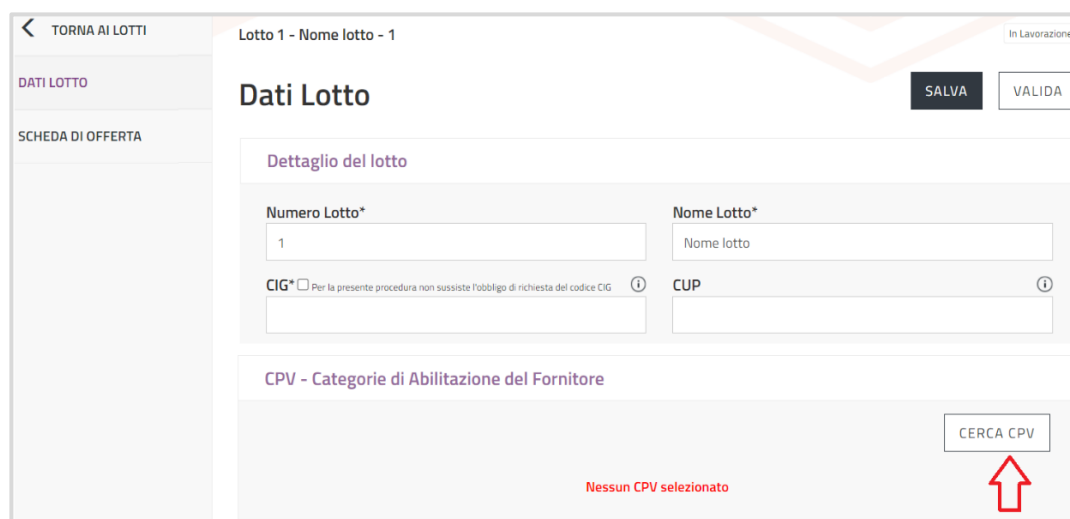 TORNA AI LOTTI
DATI LOTTO
SCHEDA DI OFFERTA
Lotto 1 - Nome lotto - 1
In Lavorazione
Dati Lotto
SALVA
VALIDA
Dettaglio del lotto
Numero Lotto*
Nome Lotto*
1
Nome lotto
CIG* Per la presente procedura non sussiste l'obbligo di richiesta del codice CIG
CUP
CPV - Categorie di Abilitazione del Fornitore
CERCA CPV
Nessun CPV selezionato